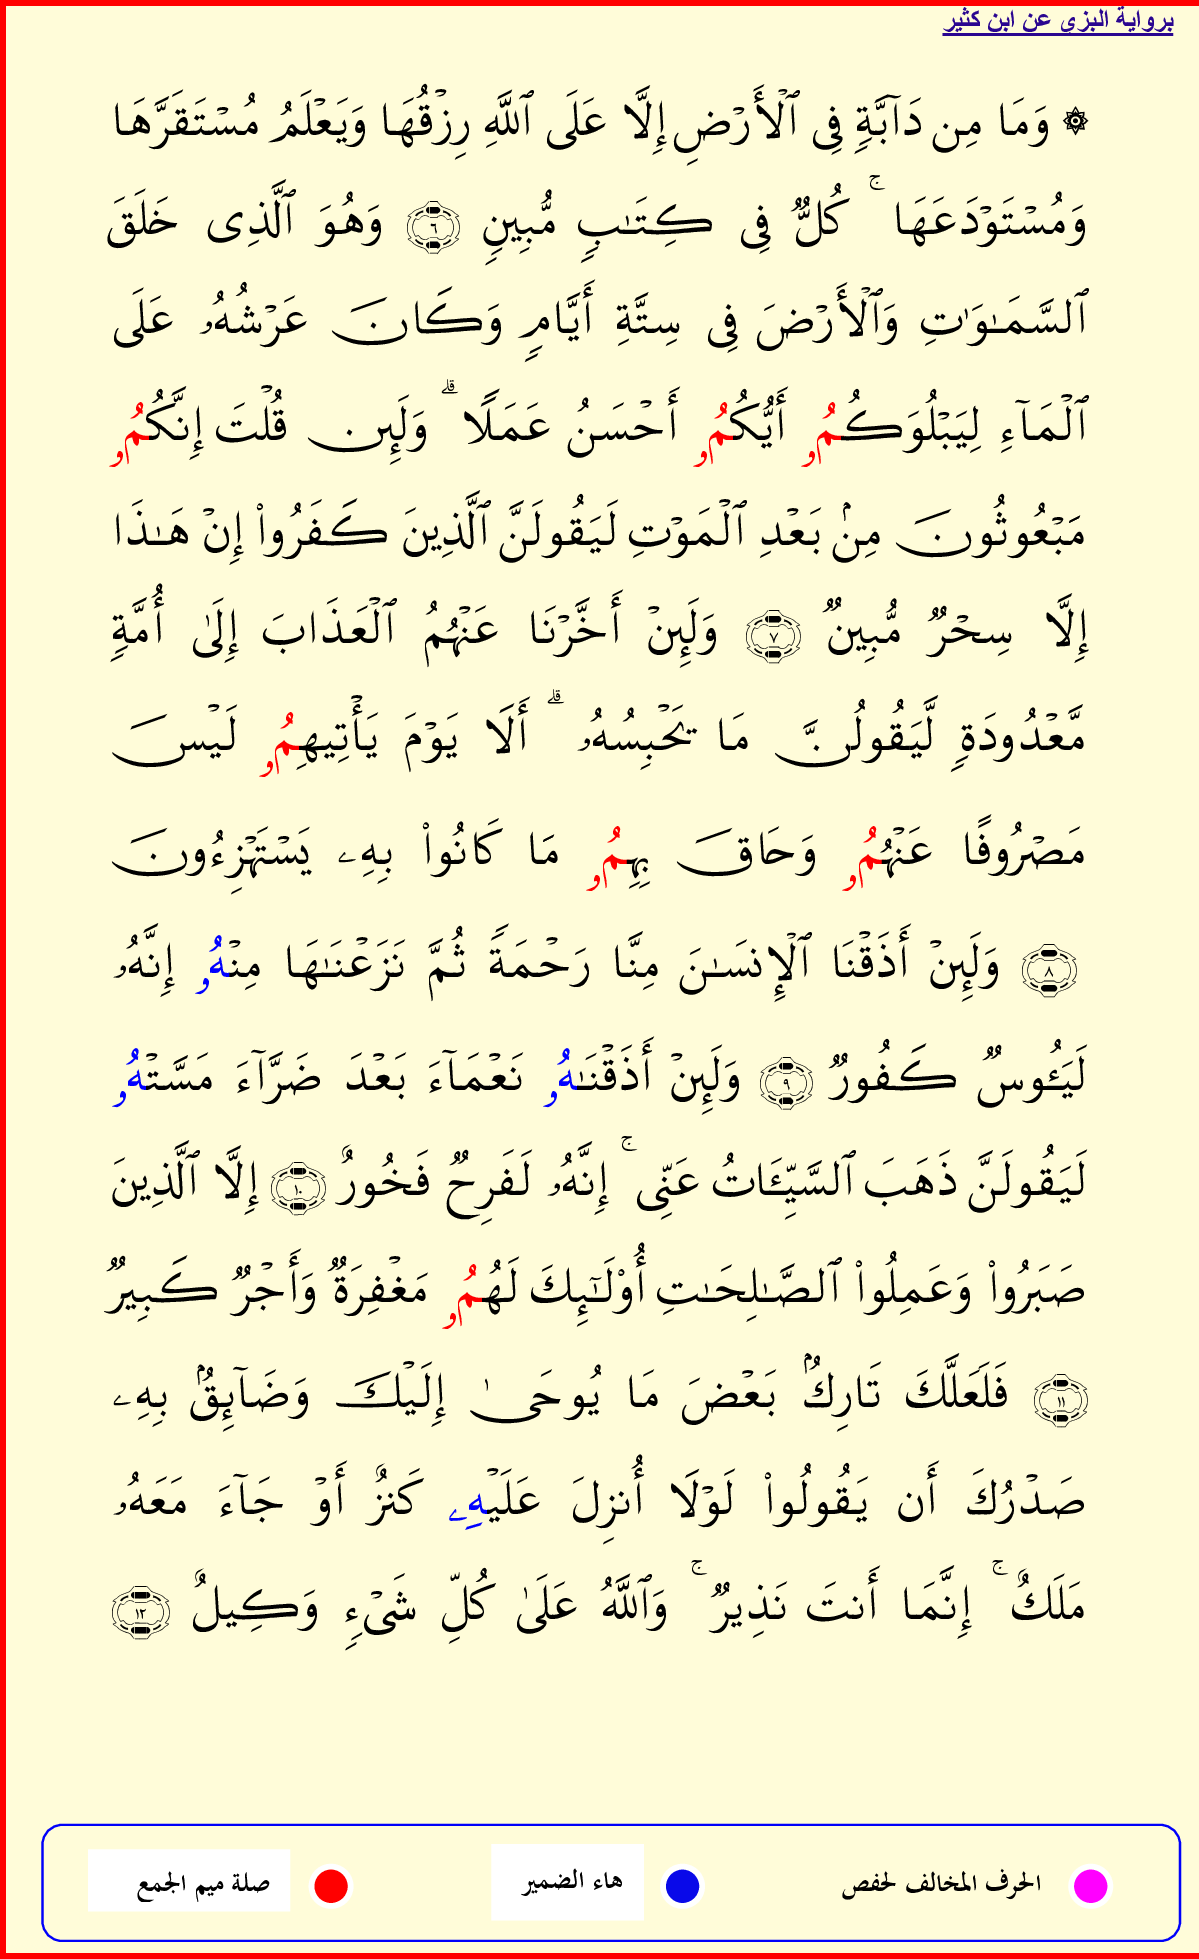 برواية البزى عن ابن كثير
۞ وَمَا مِن دَآبَّةٍ فِى ٱلْأَرْضِ إِلَّا عَلَى ٱللَّهِ رِزْقُهَا وَيَعْلَمُ مُسْتَقَرَّهَا
وَمُسْتَوْدَعَهَا ۚ كُلٌّ فِى كِتَـٰبٍ مُّبِينٍ ٦ وَهُوَ ٱلَّذِى خَلَقَ
ٱلسَّمَـٰوَٰتِ وَٱلْأَرْضَ فِى سِتَّةِ أَيَّامٍ وَكَانَ عَرْشُهُۥ عَلَى
ٱلْمَآءِ لِيَبْلُوَكُمُۥ أَيُّكُمُۥ أَحْسَنُ عَمَلًا ۗ وَلَئِن قُلْتَ إِنَّكُمُۥ
مَبْعُوثُونَ مِنۢ بَعْدِ ٱلْمَوْتِ لَيَقُولَنَّ ٱلَّذِينَ كَفَرُوا۟ إِنْ هَـٰذَا
إِلَّا سِحْرٌ مُّبِينٌ ٧ وَلَئِنْ أَخَّرْنَا عَنْهُمُ ٱلْعَذَابَ إِلَىٰ أُمَّةٍ
مَّعْدُودَةٍ لَّيَقُولُنَّ مَا يَحْبِسُهُۥ ۗ أَلَا يَوْمَ يَأْتِيهِمُۥ لَيْسَ
مَصْرُوفًا عَنْهُمُۥ وَحَاقَ بِهِمُۥ مَا كَانُوا۟ بِهِۦ يَسْتَهْزِءُونَ
٨ وَلَئِنْ أَذَقْنَا ٱلْإِنسَـٰنَ مِنَّا رَحْمَةً ثُمَّ نَزَعْنَـٰهَا مِنْهُۥ إِنَّهُۥ
لَيَـُٔوسٌ كَفُورٌ ٩ وَلَئِنْ أَذَقْنَـٰهُۥ نَعْمَآءَ بَعْدَ ضَرَّآءَ مَسَّتْهُۥ
لَيَقُولَنَّ ذَهَبَ ٱلسَّيِّـَٔاتُ عَنِّى ۚ إِنَّهُۥ لَفَرِحٌ فَخُورٌ ١٠ إِلَّا ٱلَّذِينَ
صَبَرُوا۟ وَعَمِلُوا۟ ٱلصَّـٰلِحَـٰتِ أُو۟لَـٰٓئِكَ لَهُمُۥ مَغْفِرَةٌ وَأَجْرٌ كَبِيرٌ
١١ فَلَعَلَّكَ تَارِكٌۢ بَعْضَ مَا يُوحَىٰ إِلَيْكَ وَضَآئِقٌۢ بِهِۦ
صَدْرُكَ أَن يَقُولُوا۟ لَوْلَا أُنزِلَ عَلَيْهِۦ كَنزٌ أَوْ جَآءَ مَعَهُۥ
مَلَكٌ ۚ إِنَّمَا أَنتَ نَذِيرٌ ۚ وَٱللَّهُ عَلَىٰ كُلِّ شَىْءٍ وَكِيلٌ ١٢
الحرف المخالف لحفص هاء الضمير صلة ميم الجمع